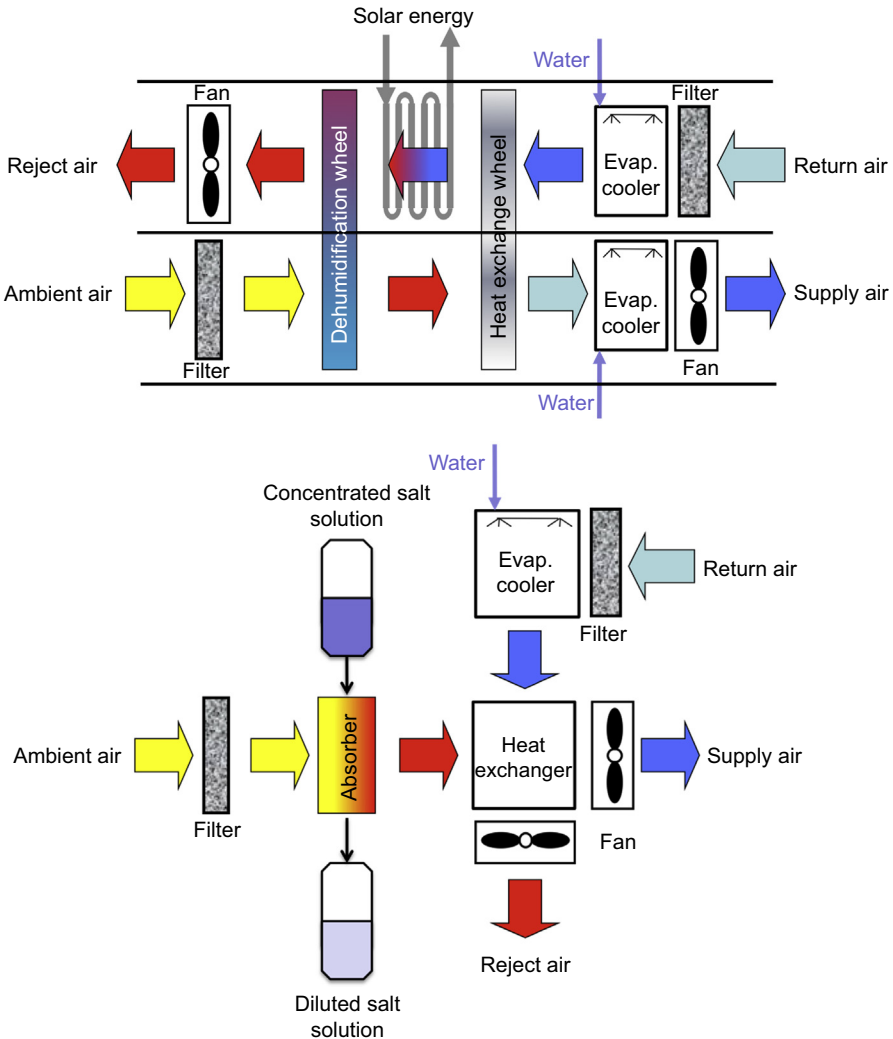 Solar energy
Water
Fan
Filter
Reject air
Dehumidification wheel
Heat exchange wheel
Evap.
cooler
Return air
Ambient air
Evap.
cooler
Supply air
Filter
Fan
Water
Water
Concentrated salt
solution
Evap.
cooler
Return air
Filter
Ambient air
Absorber
Heat
exchanger
Supply air
Filter
Fan
Reject air
Diluted salt
solution